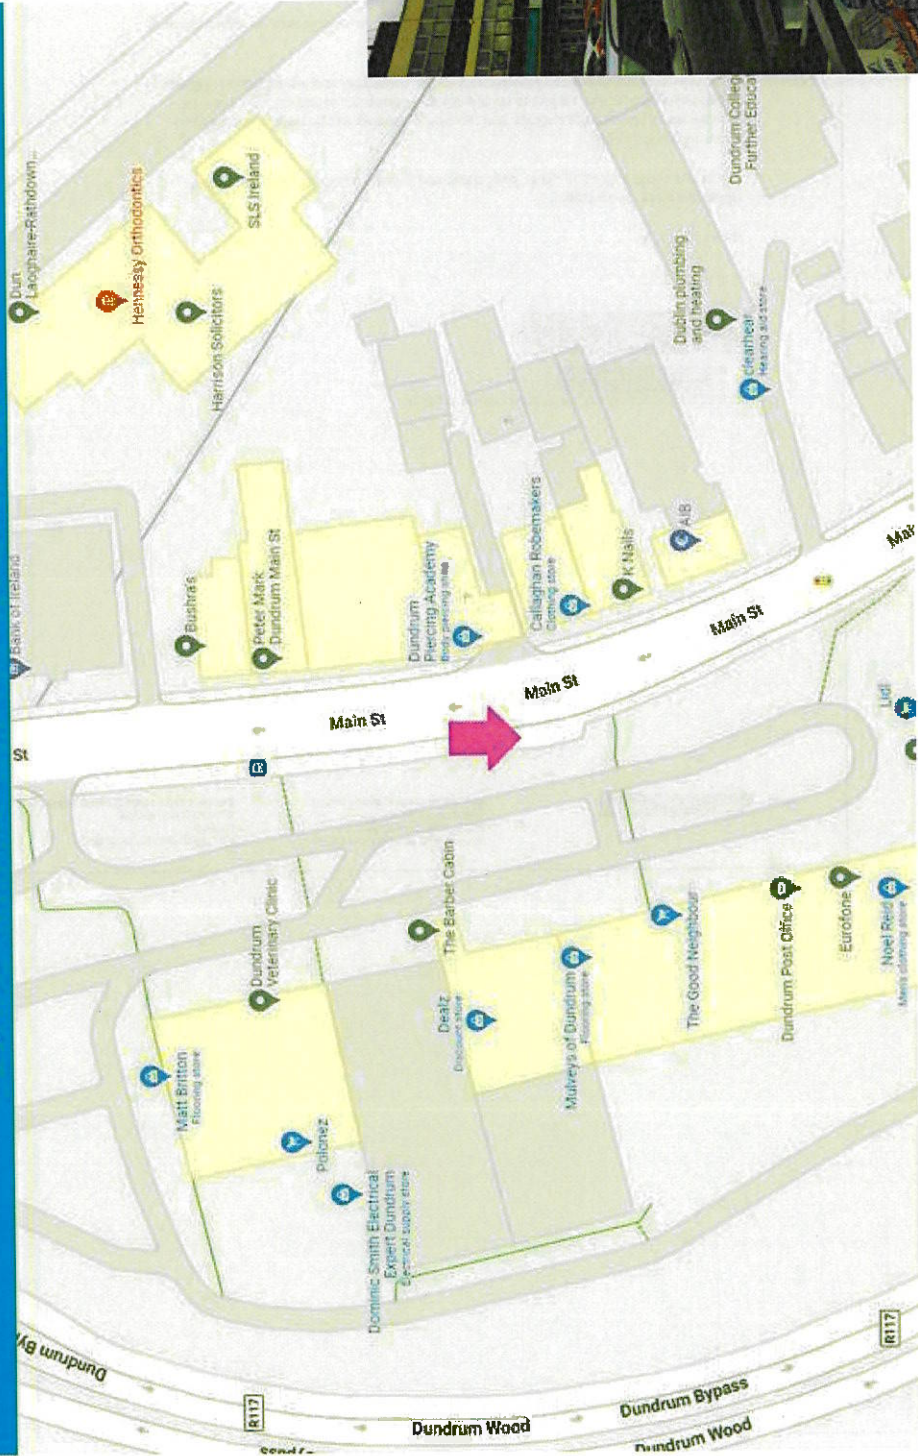 Dundrum By
Bank of Ireland
St
Dun
Laoghaire-Rathdown...
Hennessy Orthodontics
Matt Britton
Flooring store
Bushra's
Harrison Solicitors
R117
Dundrum
Veterinary Clinic
Peter Mark
Dundrum Main St
SLS Ireland
Polonez
Main St
Dominic Smith Electrical
Expert Dundrum
Electrical supply store
Dundrum Wood
The Barber Cabin
Dundrum
Piercing Academy
Dealz
Discount store
Main St
Callaghan Robemakers
Clothing store
Mulveys of Dundrum
Flooring store
K Nails
Dundrum Bypass
Dundrum Wood
The Good Neighbour
AIB
Dublin plumbing
and heating
Main St
clearhear
Hearing aid store
Dundrum Colleg
Further Educa
Dundrum Post Office
Eurofone
R117
Noel Reid
Men's clothing store
Lidl